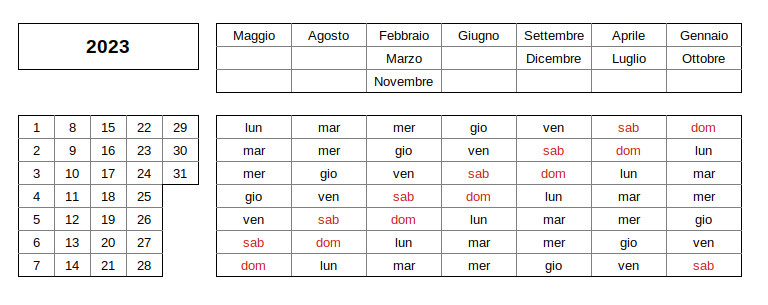 2023
Maggio Agosto Febbraio Giugno Settembre Aprile Gennaio
Marzo Dicembre Luglio Ottobre
Novembre
1 8 15 22 29 lun mar mer gio ven sab dom
2 9 16 23 30 mar mer gio ven sab dom lun
3 10 17 24 31 mer gio ven sab dom lun mar
4 11 18 25 gio ven sab dom lun mar mer
5 12 19 26 ven sab dom lun mar mer gio
6 13 20 27 sab dom lun mar mer gio ven
7 14 21 28 dom lun mar mer gio ven sab